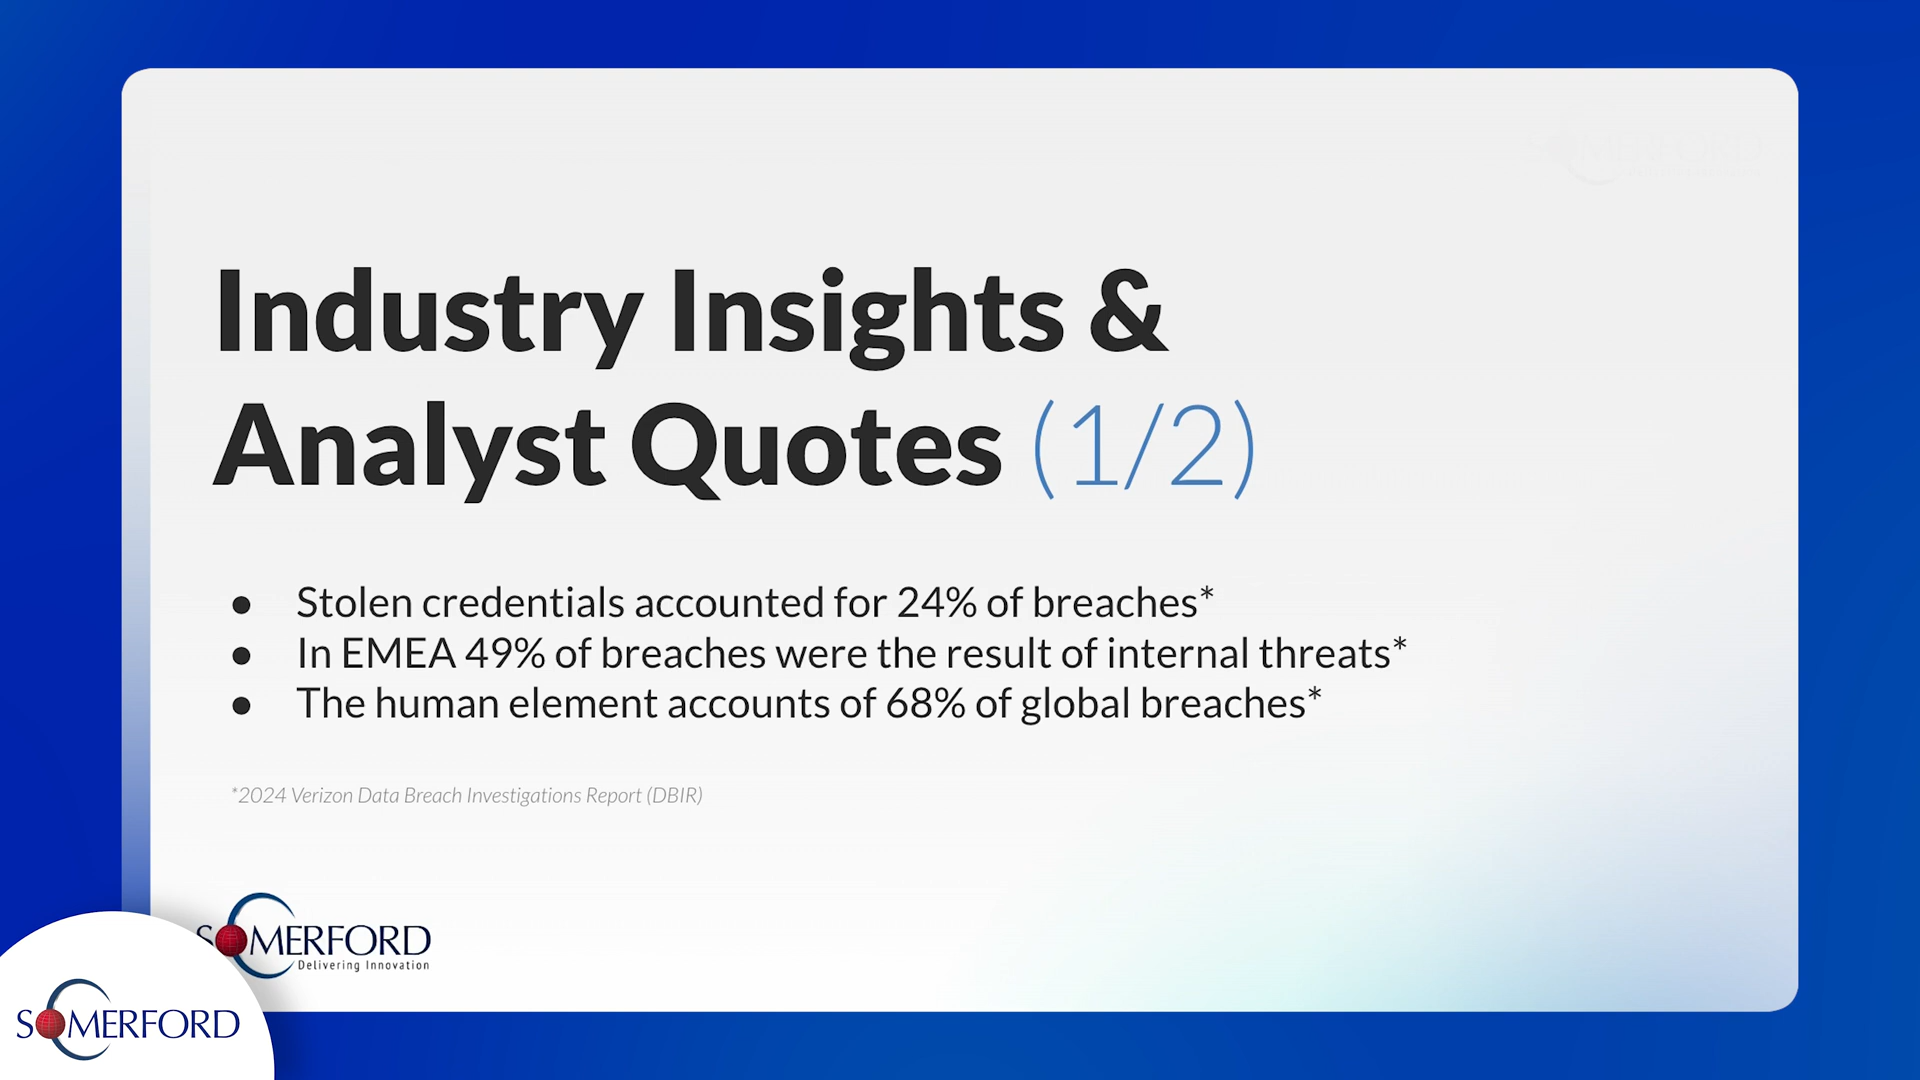 Industry Insights &
Analyst Quotes (1/2)
● Stolen credentials accounted for 24% of breaches*
● In EMEA 49% of breaches were the result of internal threats*
● The human element accounts of 68% of global breaches*
*2024 Verizon Data Breach Investigations Report (DBIR)
SOMERFORD
Delivering Innovation
SOMERFORD